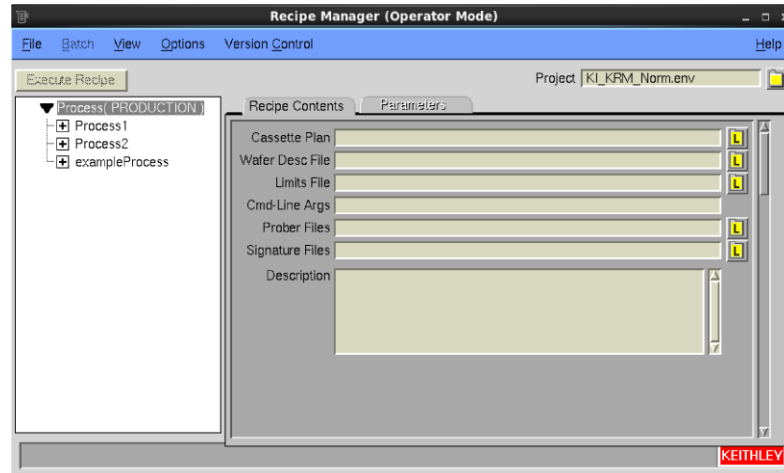 Recipe Manager (Operator Mode)
File Batch View Options Version Control Help
Execute Recipe Project KI_KRM_Norm.env
Process( PRODUCTION )
Process1
Process2
exampleProcess
Recipe Contents Parameters
Cassette Plan L
Wafer Desc File L
Limits File L
Cmd-Line Args
Prober Files L
Signature Files L
Description
KEITHLEY